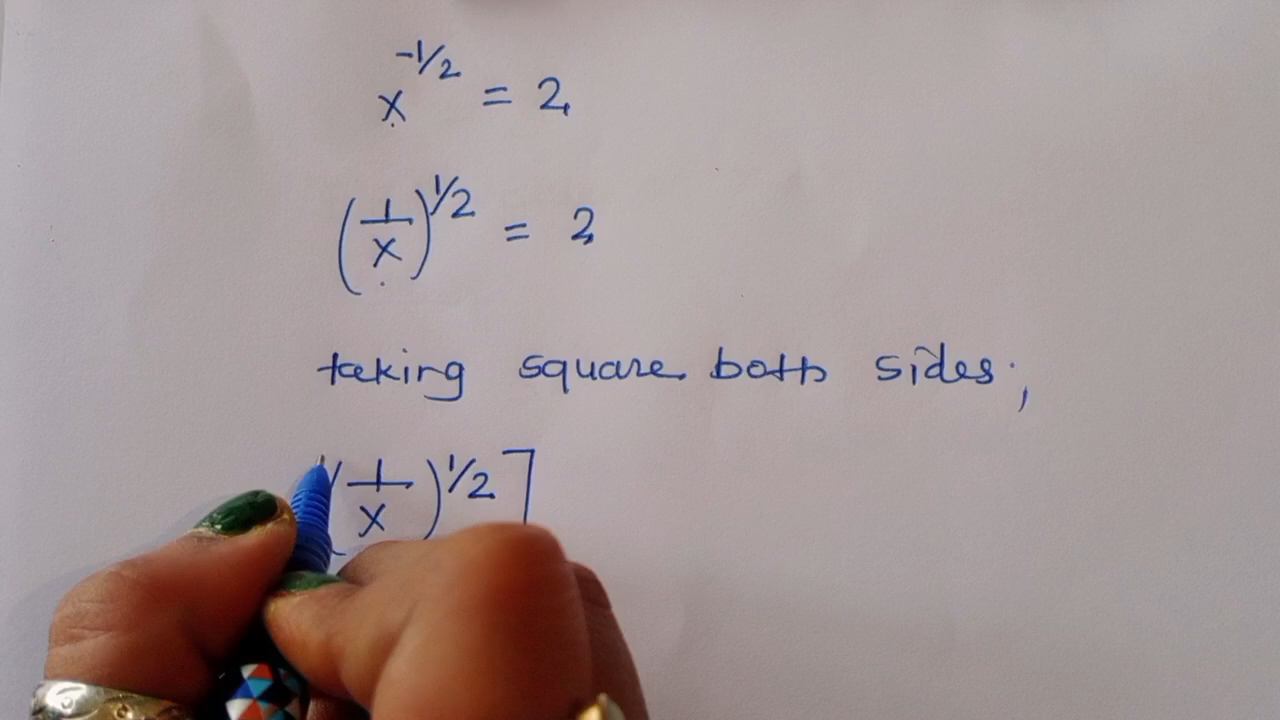 x^-1/2 = 2
(1/x)^1/2 = 2
taking square both sides,
(1/x)^1/2 ]